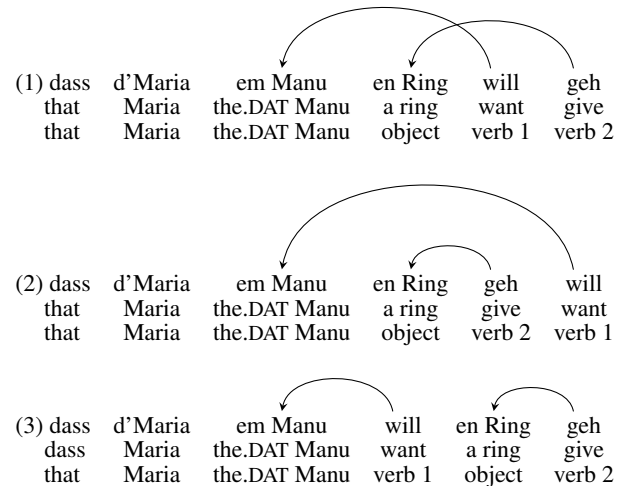 (1) dass d'Maria em Manu en Ring will geh
that Maria the.DAT Manu a ring want give
that Maria the.DAT Manu object verb 1 verb 2
(2) dass d'Maria em Manu en Ring geh will
that Maria the.DAT Manu a ring give want
that Maria the.DAT Manu object verb 2 verb 1
(3) dass d'Maria em Manu will en Ring geh
dass Maria the.DAT Manu want a ring give
that Maria the.DAT Manu verb 1 object verb 2